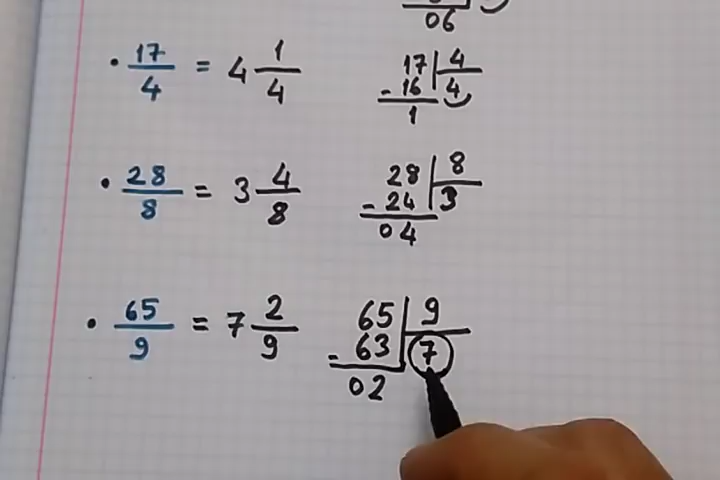 06
• 17/4 = 4 1/4
17 | 4
- 16 | 4
1
• 28/8 = 3 4/8
28 | 8
- 24 | 3
04
• 65/9 = 7 2/9
65 | 9
- 63 | 7
02